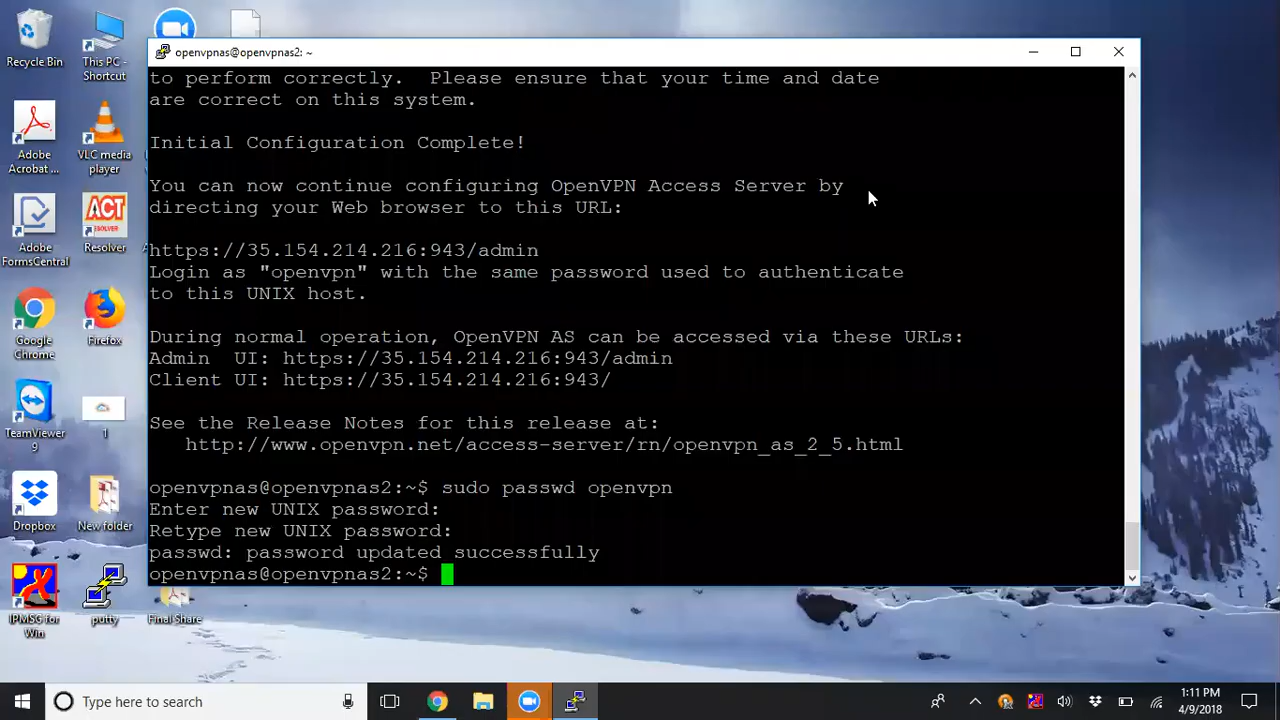 openvpnas@openvpnas2: ~
to perform correctly.  Please ensure that your time and date
are correct on this system.
Initial Configuration Complete!
You can now continue configuring OpenVPN Access Server by
directing your Web browser to this URL:
https://35.154.214.216:943/admin
Login as "openvpn" with the same password used to authenticate
to this UNIX host.
During normal operation, OpenVPN AS can be accessed via these URLs:
Admin  UI: https://35.154.214.216:943/admin
Client UI: https://35.154.214.216:943/
See the Release Notes for this release at:
http://www.openvpn.net/access-server/rn/openvpn_as_2_5.html
openvpnas@openvpnas2:~$ sudo passwd openvpn
Enter new UNIX password:
Retype new UNIX password:
passwd: password updated successfully
openvpnas@openvpnas2:~$
Recycle Bin
This PC -
Shortcut
Adobe
Acrobat ...
VLC media
player
Adobe
FormsCentral
ACT
RESOLVER
Resolver
Google
Chrome
Firefox
TeamViewer
9
1
Dropbox
New folder
IPMSG for
Win
putty
Final Share
Type here to search
1:11 PM
4/9/2018